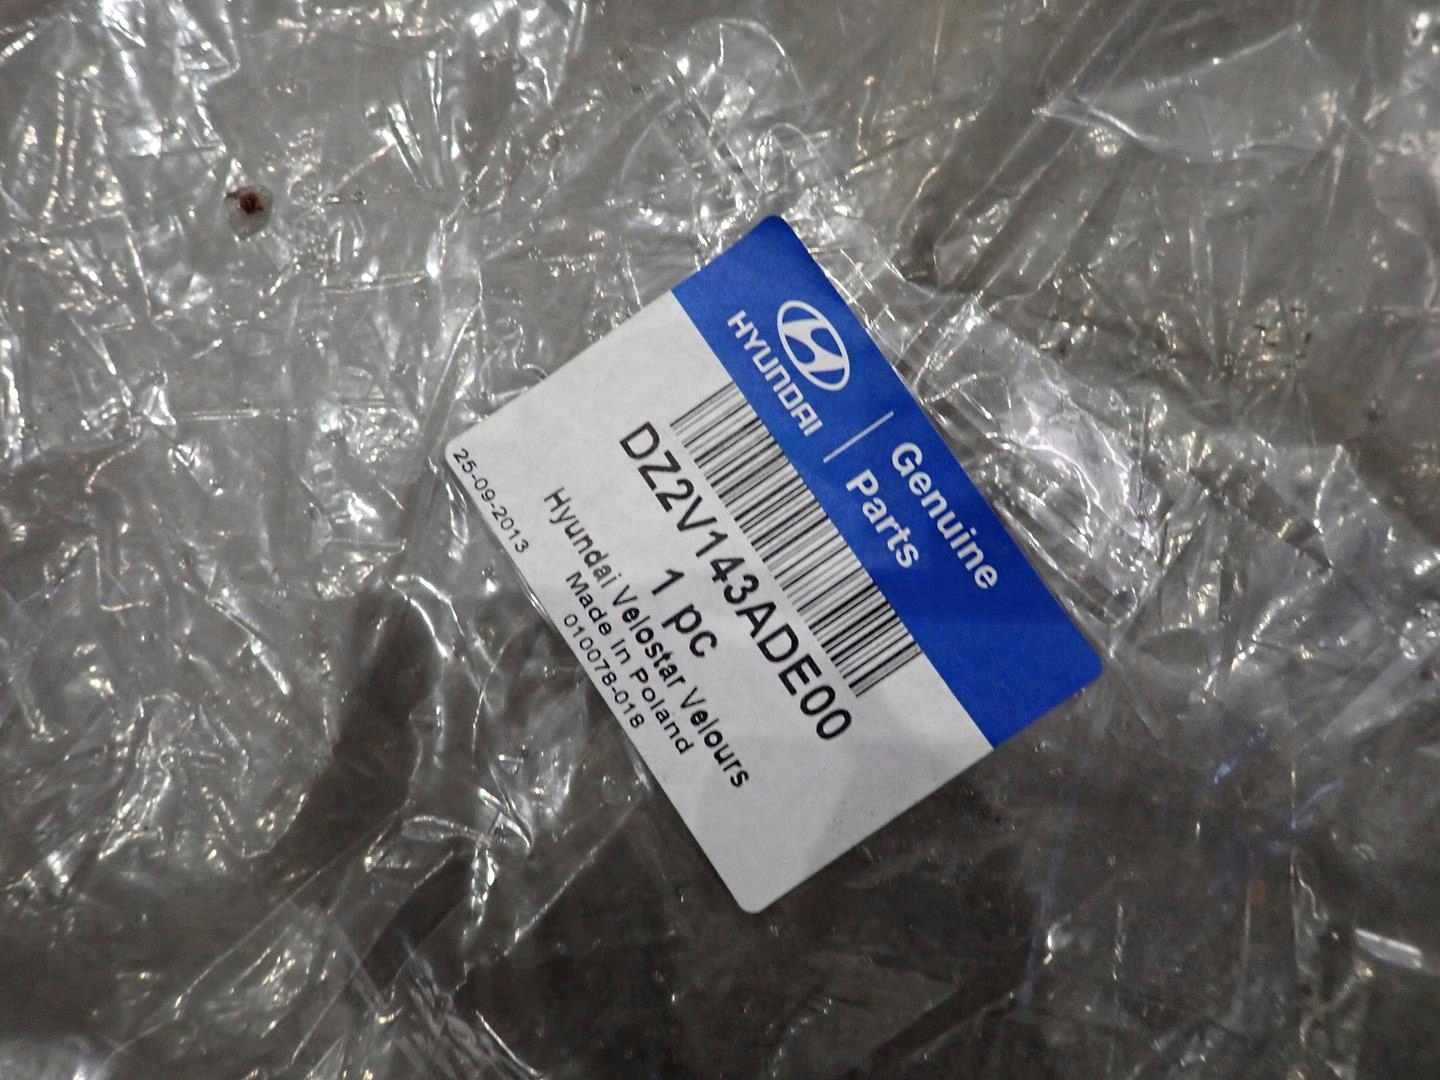 HYUNDAI
Genuine
Parts
DZ2V143ADE00
1 pc
Hyundai Velostar Velours
Made In Poland
010078-018
25-09-2013